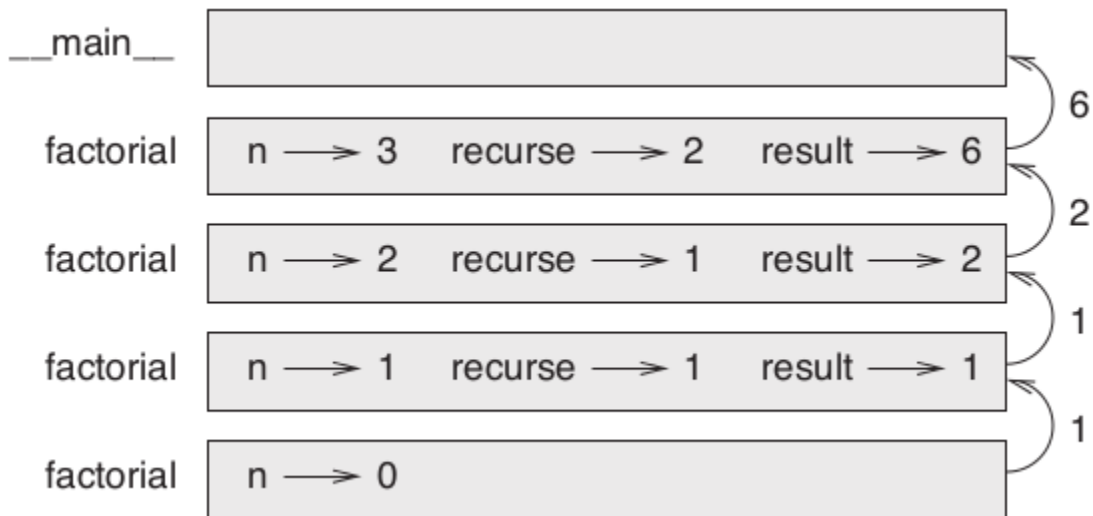 __main__
6
factorial n 3 recurse 2 result 6
2
factorial n 2 recurse 1 result 2
1
factorial n 1 recurse 1 result 1
1
factorial n 0